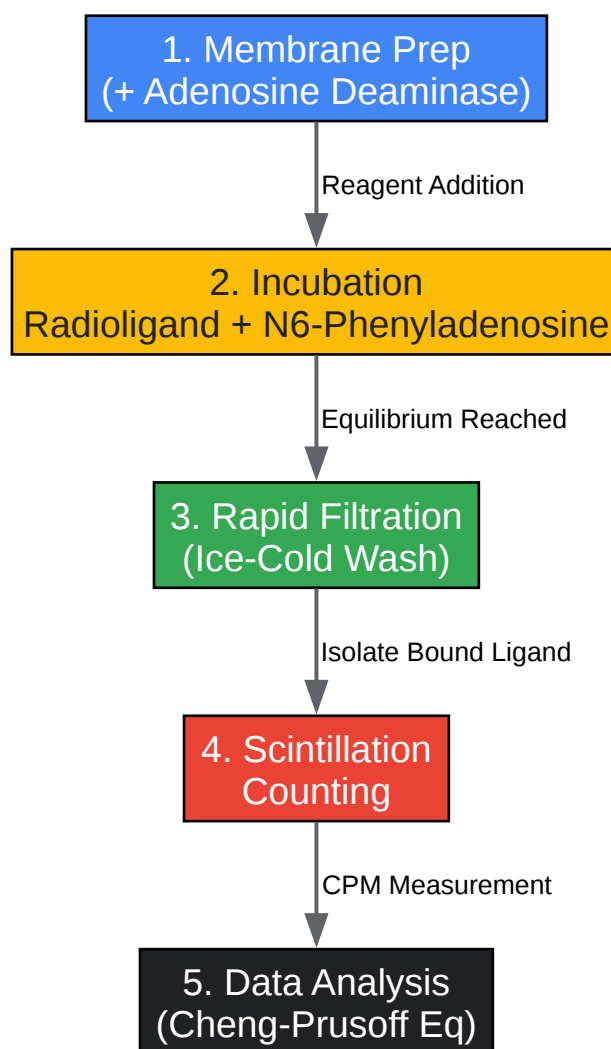 1. Membrane Prep
(+ Adenosine Deaminase)
Reagent Addition
2. Incubation
Radioligand + N6-Phenyladenosine
Equilibrium Reached
3. Rapid Filtration
(Ice-Cold Wash)
Isolate Bound Ligand
4. Scintillation
Counting
CPM Measurement
5. Data Analysis
(Cheng-Prusoff Eq)